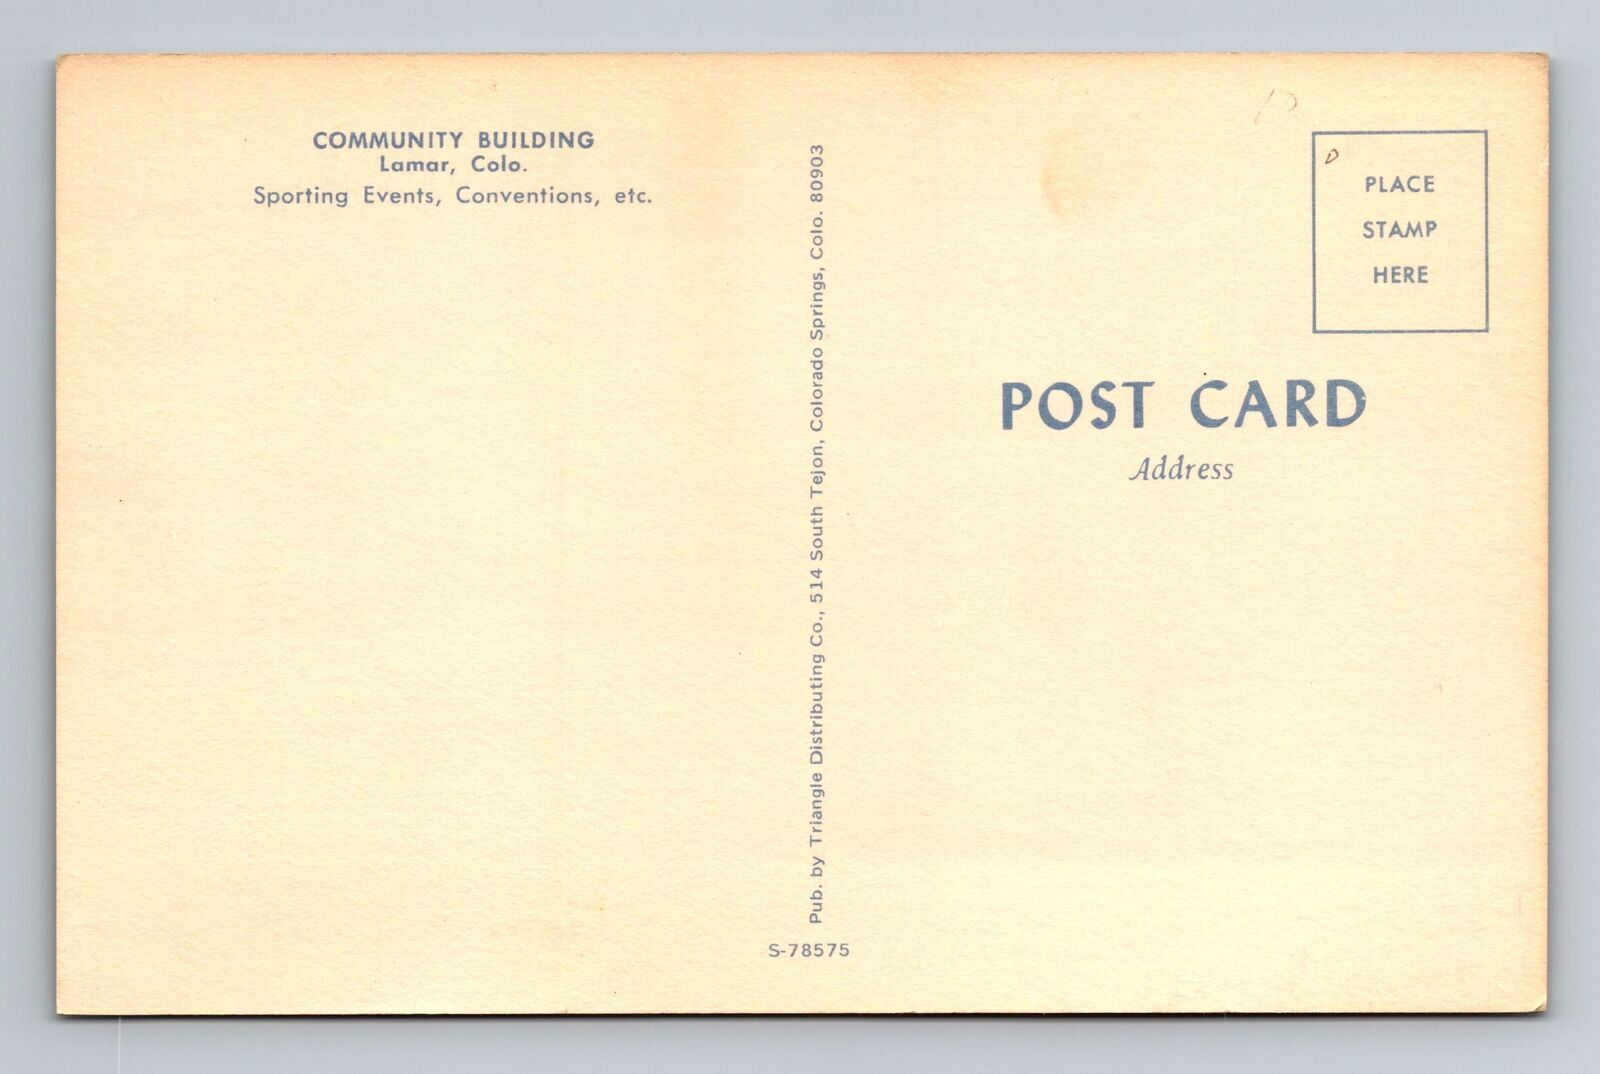 COMMUNITY BUILDING
Lamar, Colo.
Sporting Events, Conventions, etc.
Pub. by Triangle Distributing Co., 514 South Tejon, Colorado Springs, Colo. 80903
S-78575
PLACE
STAMP
HERE
POST CARD
Address